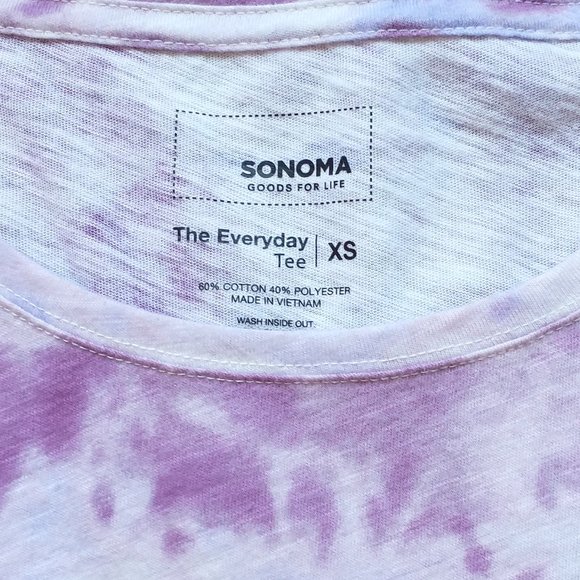 SONOMA
GOODS FOR LIFE
The Everyday
Tee | XS
60% COTTON 40% POLYESTER
MADE IN VIETNAM
WASH INSIDE OUT.